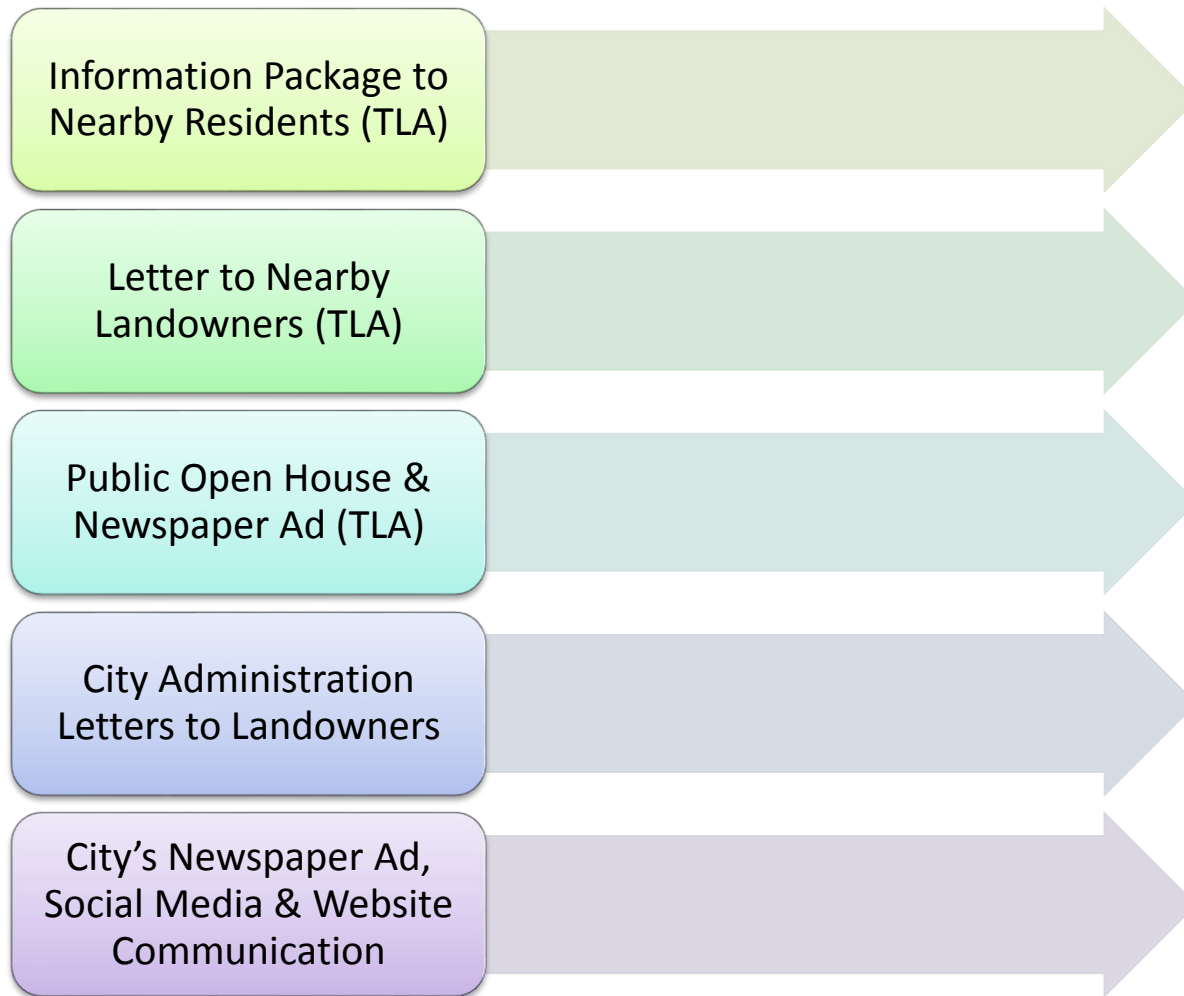 Information Package to
Nearby Residents (TLA)
Letter to Nearby
Landowners (TLA)
Public Open House &
Newspaper Ad (TLA)
City Administration
Letters to Landowners
City’s Newspaper Ad,
Social Media & Website
Communication